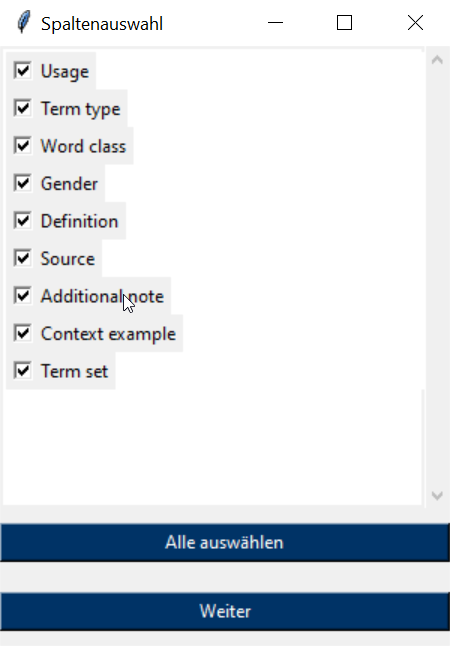 Spaltenauswahl
Usage
Term type
Word class
Gender
Definition
Source
Additional note
Context example
Term set
Alle auswählen
Weiter